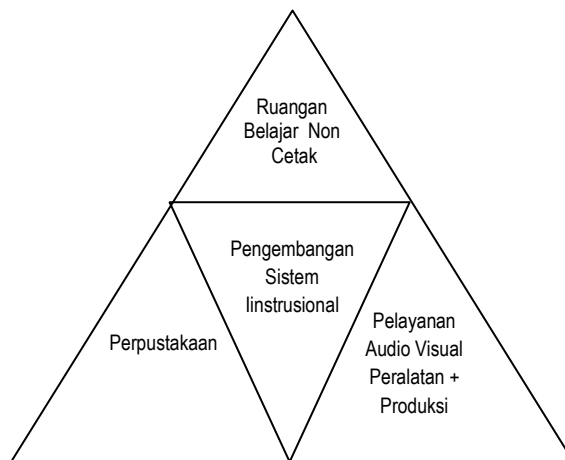 Ruangan
Belajar Non
Cetak
Pengembangan
Sistem
Iinstrusional
Perpustakaan
Pelayanan
Audio Visual
Peralatan +
Produksi